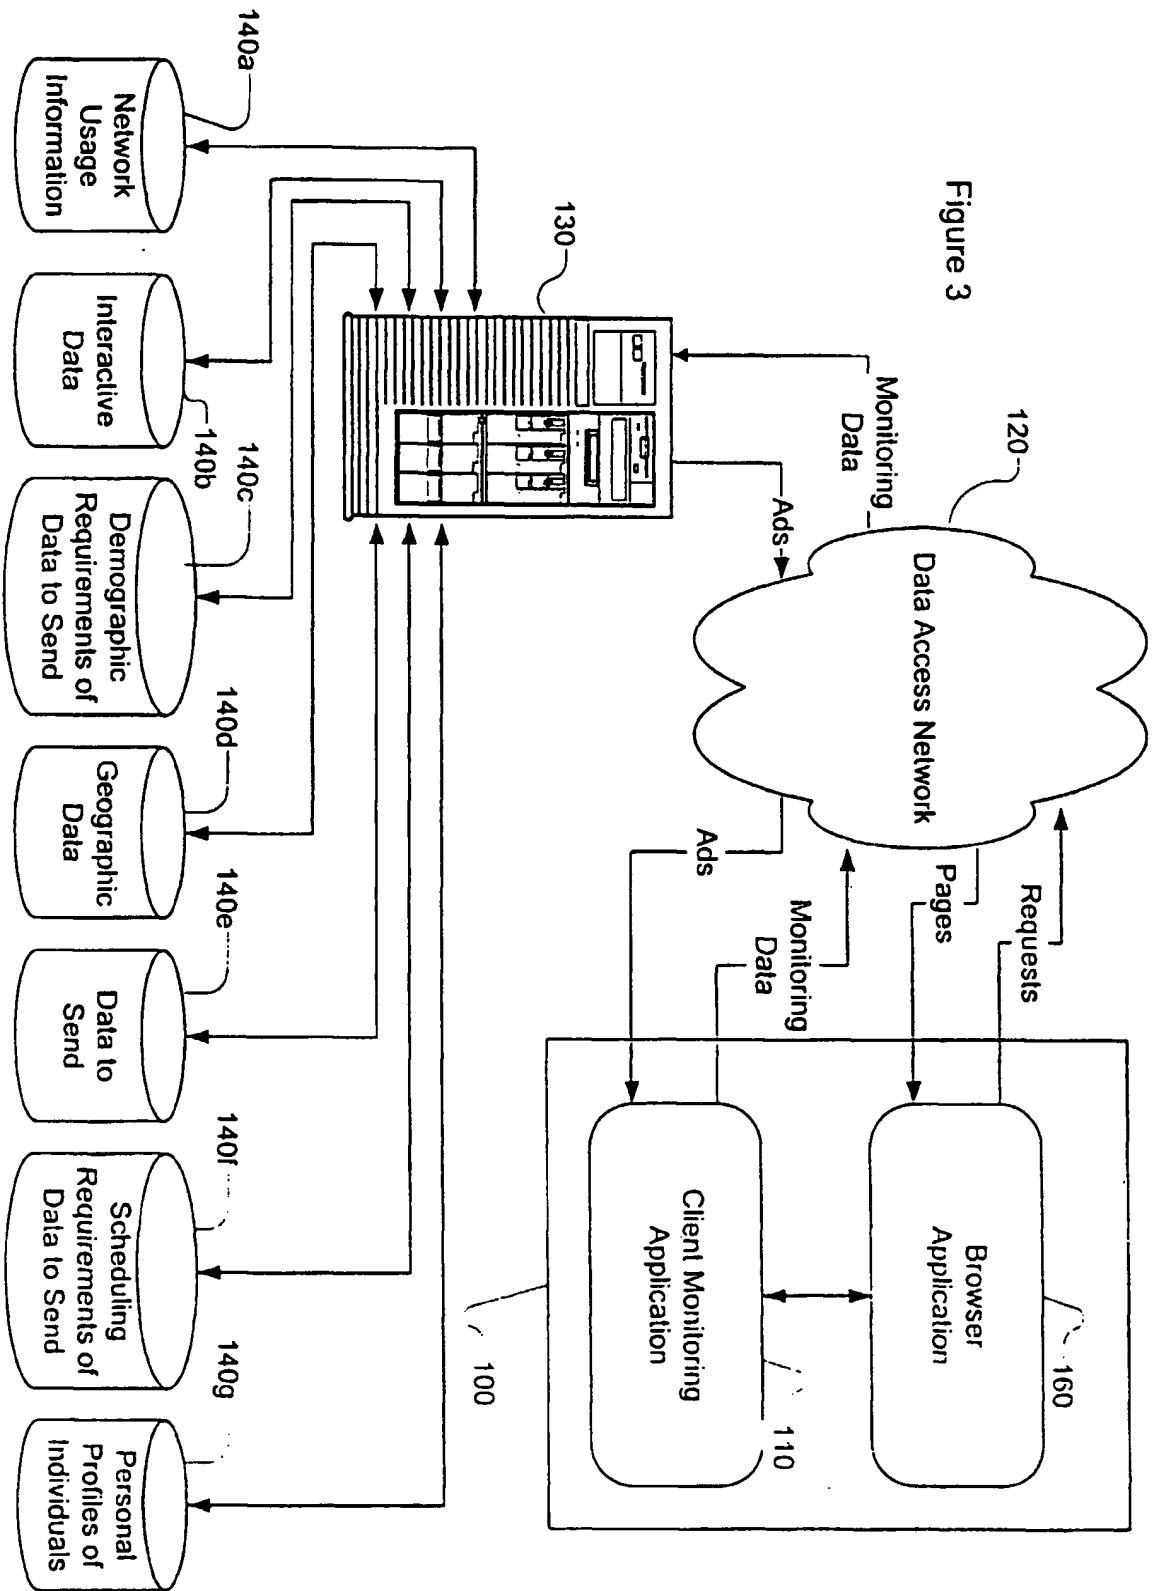 Figure 3
120
Data Access Network
Requests
Pages
Monitoring
Data
Ads
Monitoring
Data
Ads
130
Browser
Application
160
Client Monitoring
Application
110
100
140a
Network
Usage
Information
140b
Interactive
Data
140c
Demographic
Requirements of
Data to Send
140d
Geographic
Data
140e
Data to
Send
140f
Scheduling
Requirements of
Data to Send
140g
Personal
Profiles of
Individuals